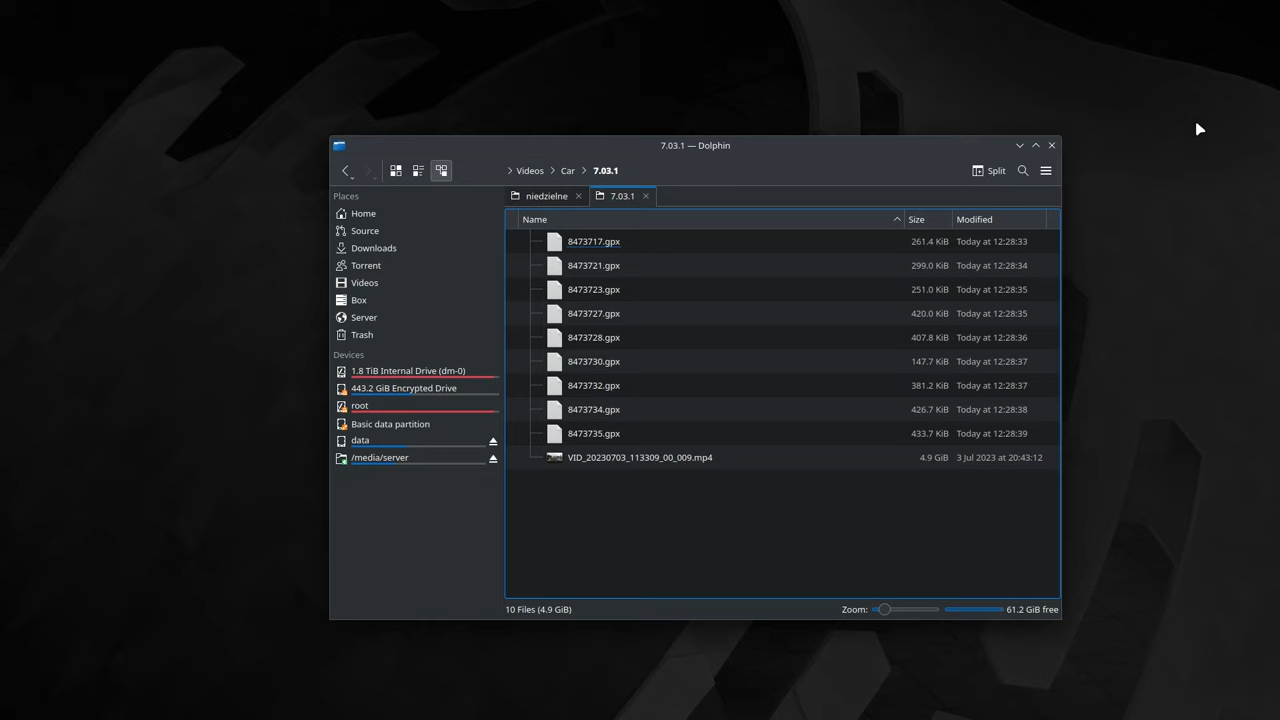 7.03.1 — Dolphin
Videos Car 7.03.1
Split
Places
Home
Source
Downloads
Torrent
Videos
Box
Server
Trash
Devices
1.8 TiB Internal Drive (dm-0)
443.2 GiB Encrypted Drive
root
Basic data partition
data
/media/server
niedzielne 7.03.1
Name Size Modified
8473717.gpx 261.4 KiB Today at 12:28:33
8473721.gpx 299.0 KiB Today at 12:28:34
8473723.gpx 251.0 KiB Today at 12:28:35
8473727.gpx 420.0 KiB Today at 12:28:35
8473728.gpx 407.8 KiB Today at 12:28:36
8473730.gpx 147.7 KiB Today at 12:28:37
8473732.gpx 381.2 KiB Today at 12:28:37
8473734.gpx 426.7 KiB Today at 12:28:38
8473735.gpx 433.7 KiB Today at 12:28:39
VID_20230703_113309_00_009.mp4 4.9 GiB 3 Jul 2023 at 20:43:12
10 Files (4.9 GiB) Zoom: 61.2 GiB free